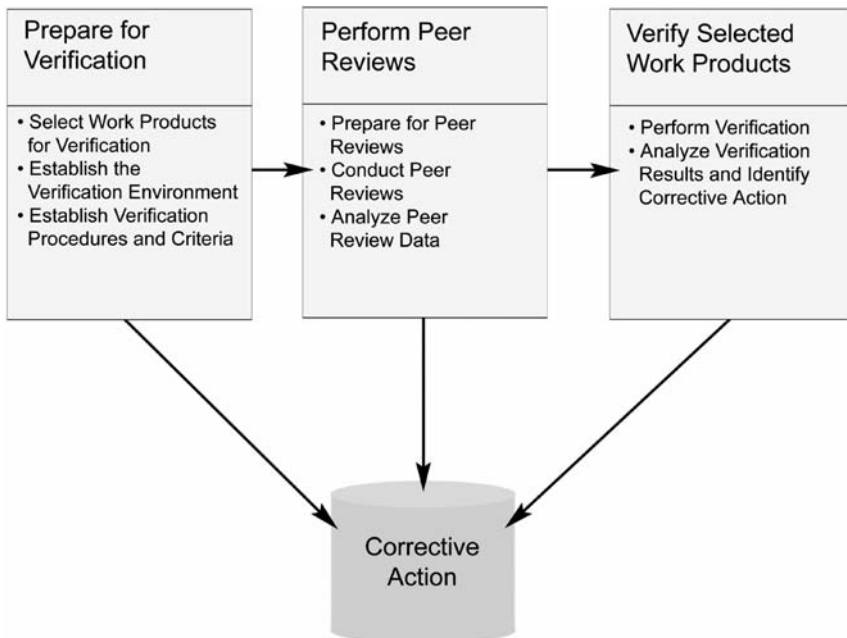 Prepare for
Verification
• Select Work Products
for Verification
• Establish the
Verification Environment
• Establish Verification
Procedures and Criteria
Perform Peer
Reviews
• Prepare for Peer
Reviews
• Conduct Peer
Reviews
• Analyze Peer
Review Data
Verify Selected
Work Products
• Perform Verification
• Analyze Verification
Results and Identify
Corrective Action
Corrective
Action